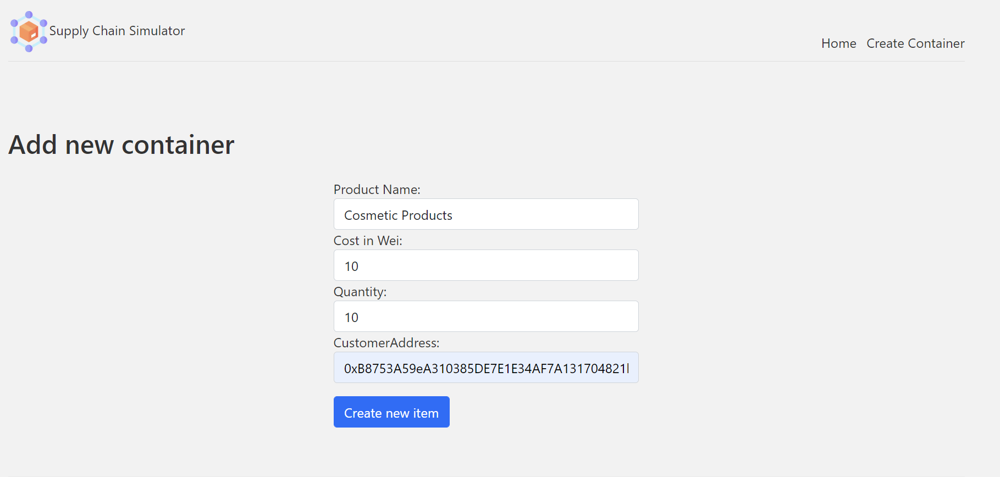 Supply Chain Simulator
Home Create Container
Add new container
Product Name:
Cosmetic Products
Cost in Wei:
10
Quantity:
10
CustomerAddress:
0xB8753A59eA310385DE7E1E34AF7A131704821
Create new item